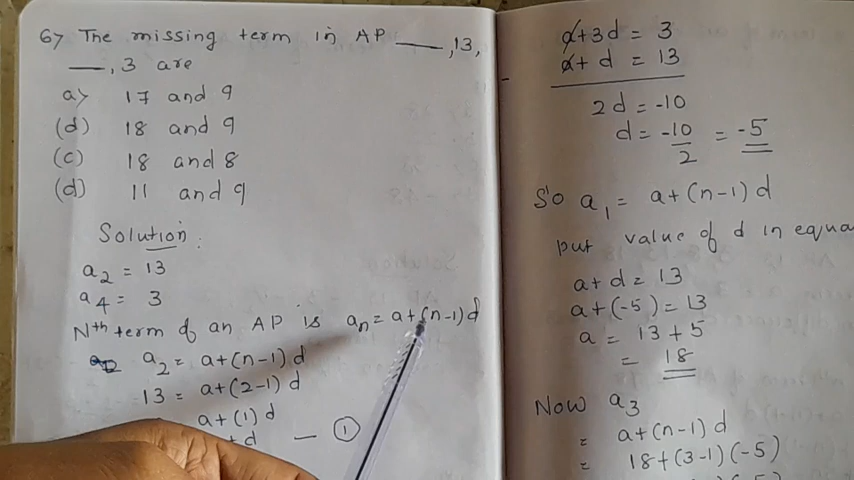 67 The missing term in AP ___, 13,
___, 3 are
a) 17 and 9
(d) 18 and 9
(c) 18 and 8
(d) 11 and 9
Solution:
a2 = 13
a4 = 3
Nth term of an AP is an = a+(n-1)d
a2 = a+(n-1)d
13 = a+(2-1)d
a+(1)d
+d — ①
a+3d = 3
- a+ d = 13
2d = -10
d = -10/2 = -5
So a1 = a+(n-1)d
put value of d in equa
a+d = 13
a+(-5) = 13
a = 13+5
= 18
Now a3
= a+(n-1)d
= 18+(3-1)(-5)